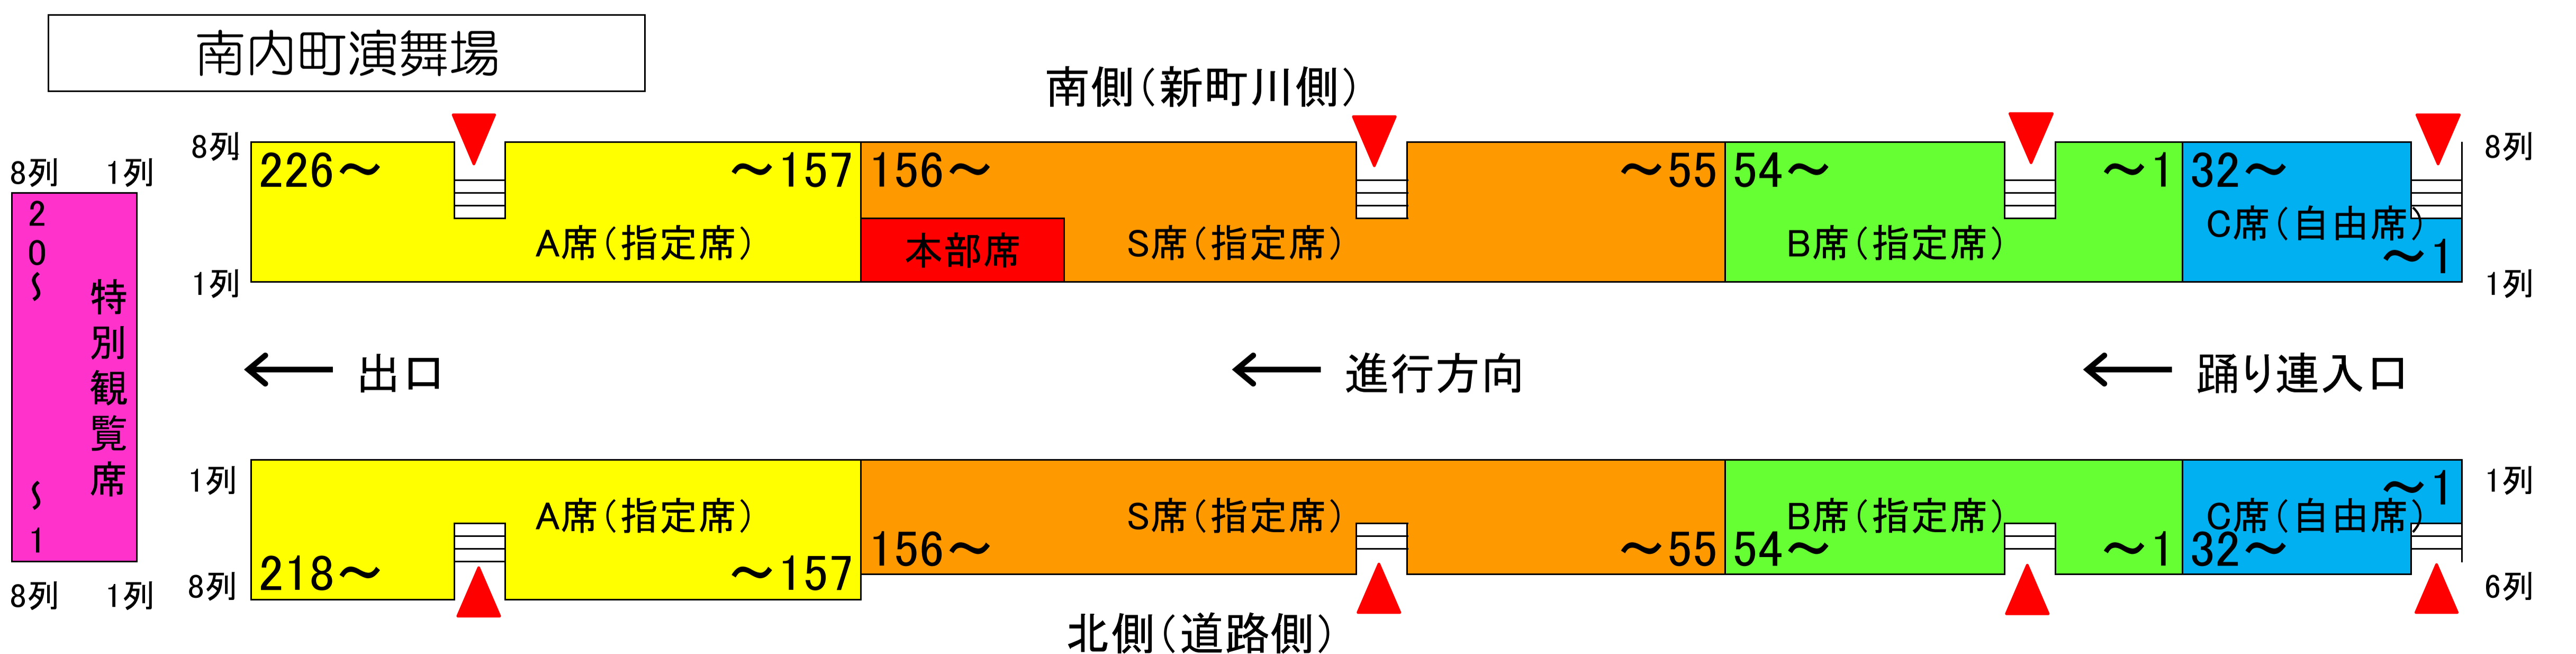 南内町演舞場
南側（新町川側）
8列 1列
20～ ～1
特別観覧席
8列 1列
8列
1列
226～ ～157
A席（指定席）
156～ ～55
本部席
S席（指定席）
54～ ～1
B席（指定席）
32～
C席（自由席）
～1
8列
1列
← 出口
← 進行方向
← 踊り連入口
1列
8列
A席（指定席）
218～ ～157
S席（指定席）
156～ ～55
B席（指定席）
54～ ～1
～1
C席（自由席）
32～
1列
6列
北側（道路側）